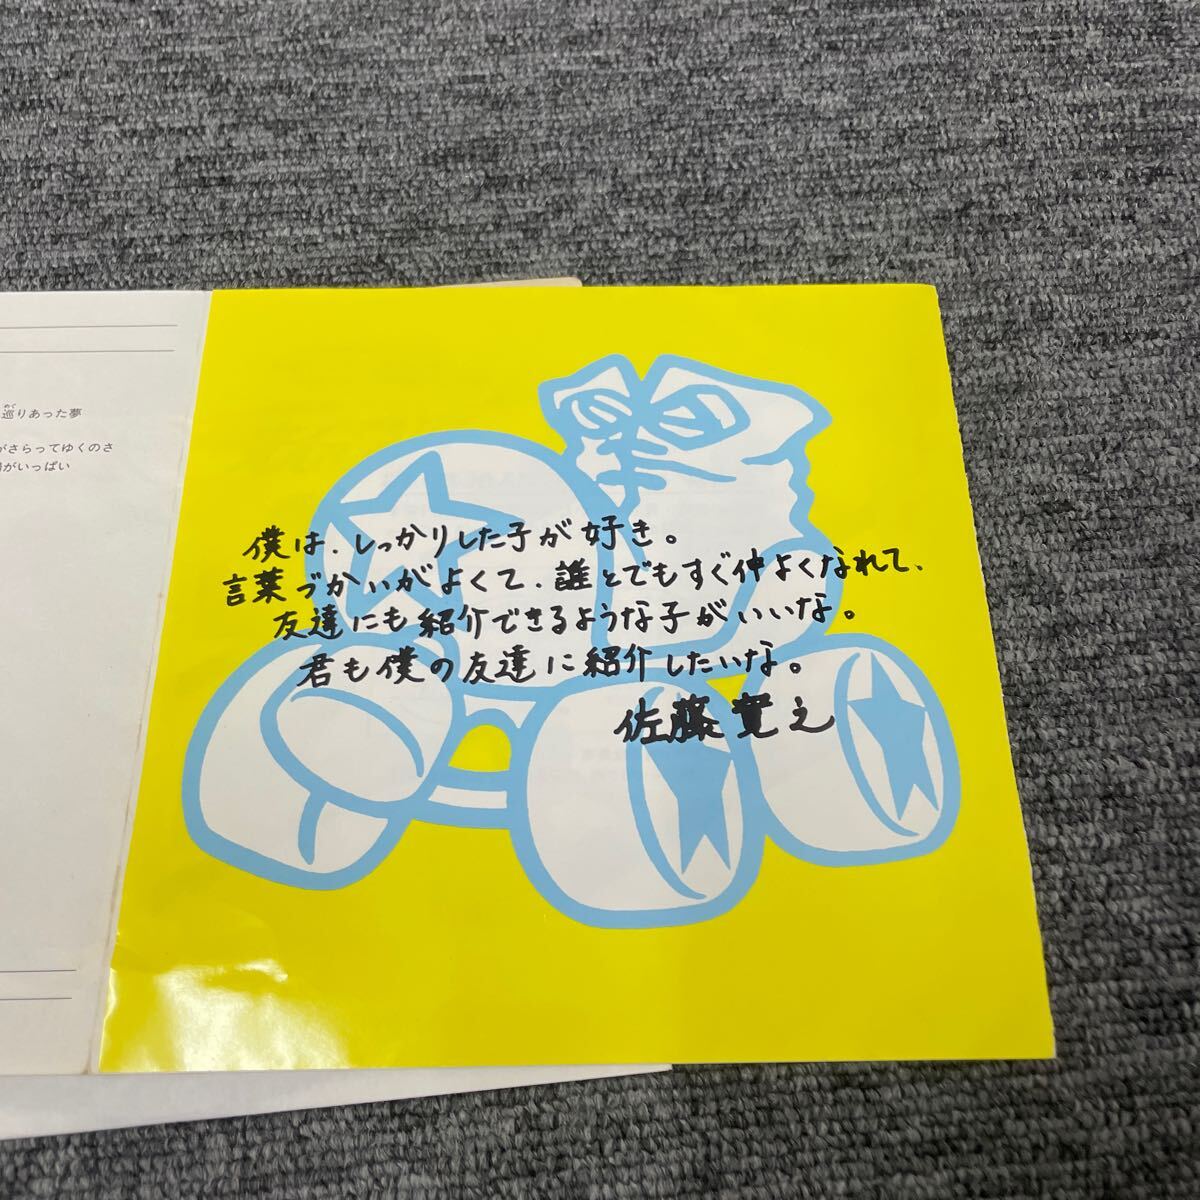 巡りあった夢
めぐ
がさらってゆくのさ
がいっぱい
僕は、しっかりした子が好き。
言葉づかいがよくて、誰とでもすぐ仲よくなれて、
友達にも紹介できるような子がいいな。
君も僕の友達に紹介したいな。
佐藤寛之